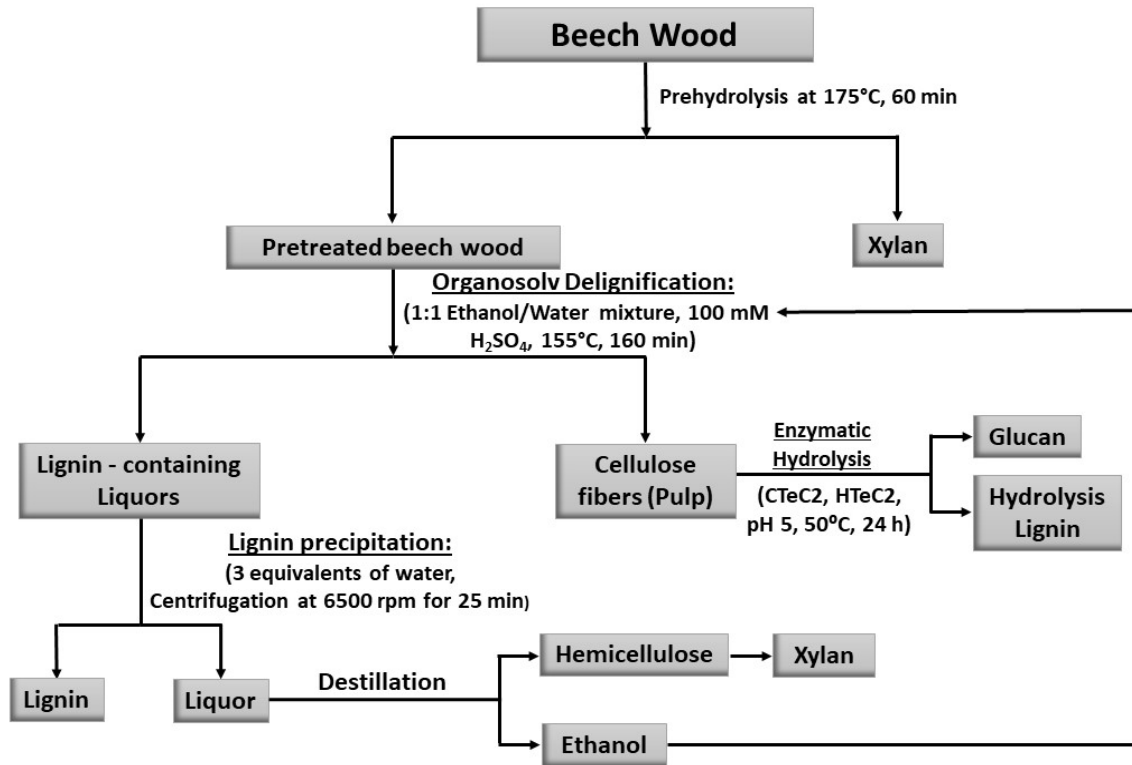 Beech Wood
Prehydrolysis at 175°C, 60 min
Pretreated beech wood
Xylan
Organosolv Delignification:
(1:1 Ethanol/Water mixture, 100 mM
H₂SO₄, 155°C, 160 min)
Lignin - containing
Liquors
Cellulose
fibers (Pulp)
Enzymatic
Hydrolysis
(CTeC2, HTeC2,
pH 5, 50⁰C, 24 h)
Glucan
Hydrolysis
Lignin
Lignin precipitation:
(3 equivalents of water,
Centrifugation at 6500 rpm for 25 min)
Lignin
Liquor
Destillation
Hemicellulose
Xylan
Ethanol